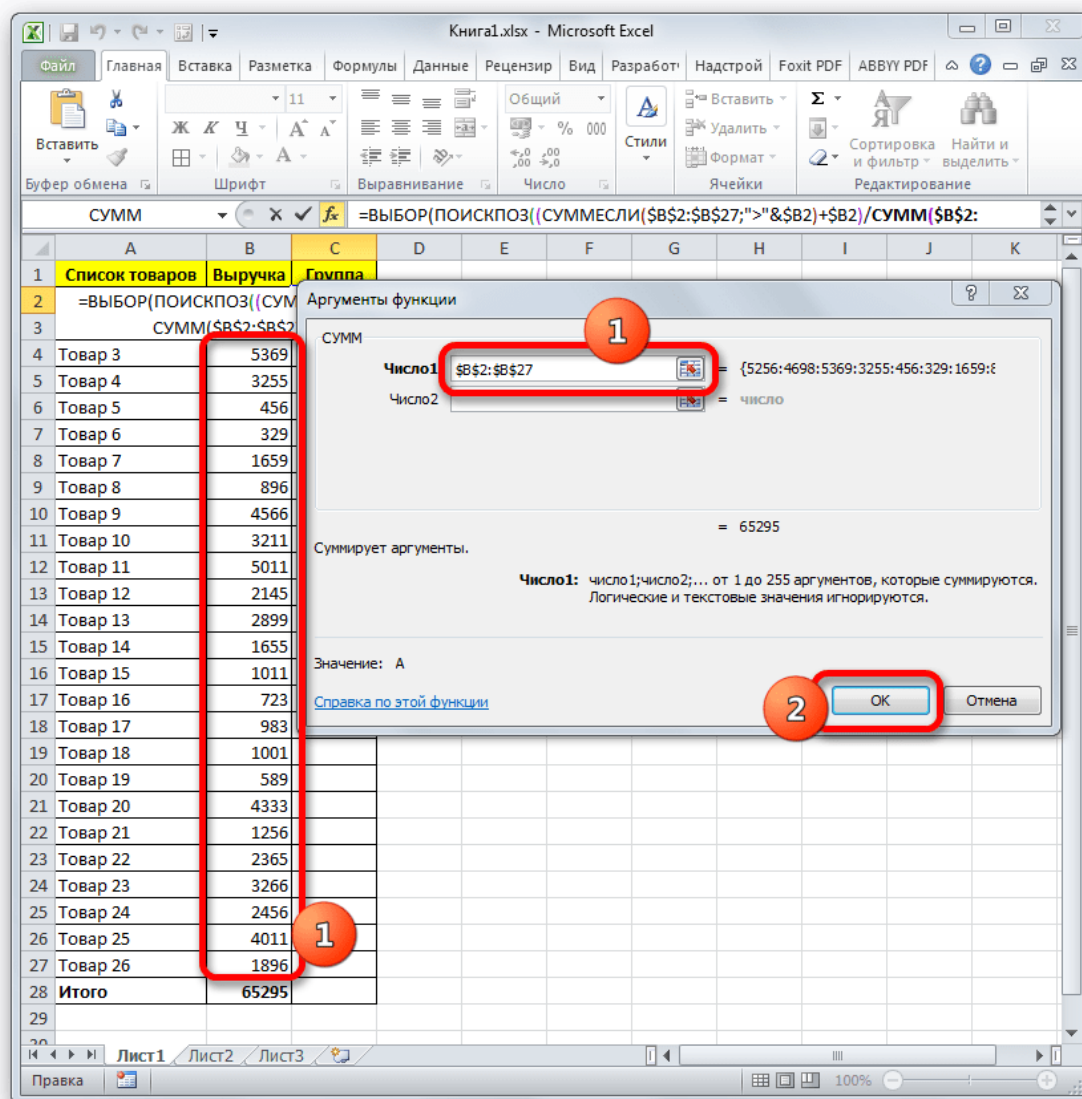 Книга1.xlsx - Microsoft Excel
Файл Главная Вставка Разметка Формулы Данные Рецензир Вид Разработ Надстрой Foxit PDF ABBYY PDF
11 Общий Вставить Σ
Вставить Ж К Ч % 000 Стили Удалить Сортировка и фильтр Найти и выделить
Формат
Буфер обмена Шрифт Выравнивание Число Ячейки Редактирование
СУММ fx =ВЫБОР(ПОИСКПОЗ((СУММЕСЛИ($B$2:$B$27;">"&$B2)+$B2)/СУММ($B$2:
A B C D E F G H I J K
1 Список товаров Выручка Группа
2 =ВЫБОР(ПОИСКПОЗ((СУМ
3 СУММ($B$2:$B$2
4 Товар 3 5369
5 Товар 4 3255
6 Товар 5 456
7 Товар 6 329
8 Товар 7 1659
9 Товар 8 896
10 Товар 9 4566
11 Товар 10 3211
12 Товар 11 5011
13 Товар 12 2145
14 Товар 13 2899
15 Товар 14 1655
16 Товар 15 1011
17 Товар 16 723
18 Товар 17 983
19 Товар 18 1001
20 Товар 19 589
21 Товар 20 4333
22 Товар 21 1256
23 Товар 22 2365
24 Товар 23 3266
25 Товар 24 2456
26 Товар 25 4011
27 Товар 26 1896
28 Итого 65295
29
Аргументы функции
СУММ
1
Число1 $B$2:$B$27 = {5256:4698:5369:3255:456:329:1659:8
Число2 = число
= 65295
Суммирует аргументы.
Число1: число1;число2;... от 1 до 255 аргументов, которые суммируются.
Логические и текстовые значения игнорируются.
Значение: A
Справка по этой функции
2
ОК Отмена
1
Лист1 Лист2 Лист3
Правка 100%